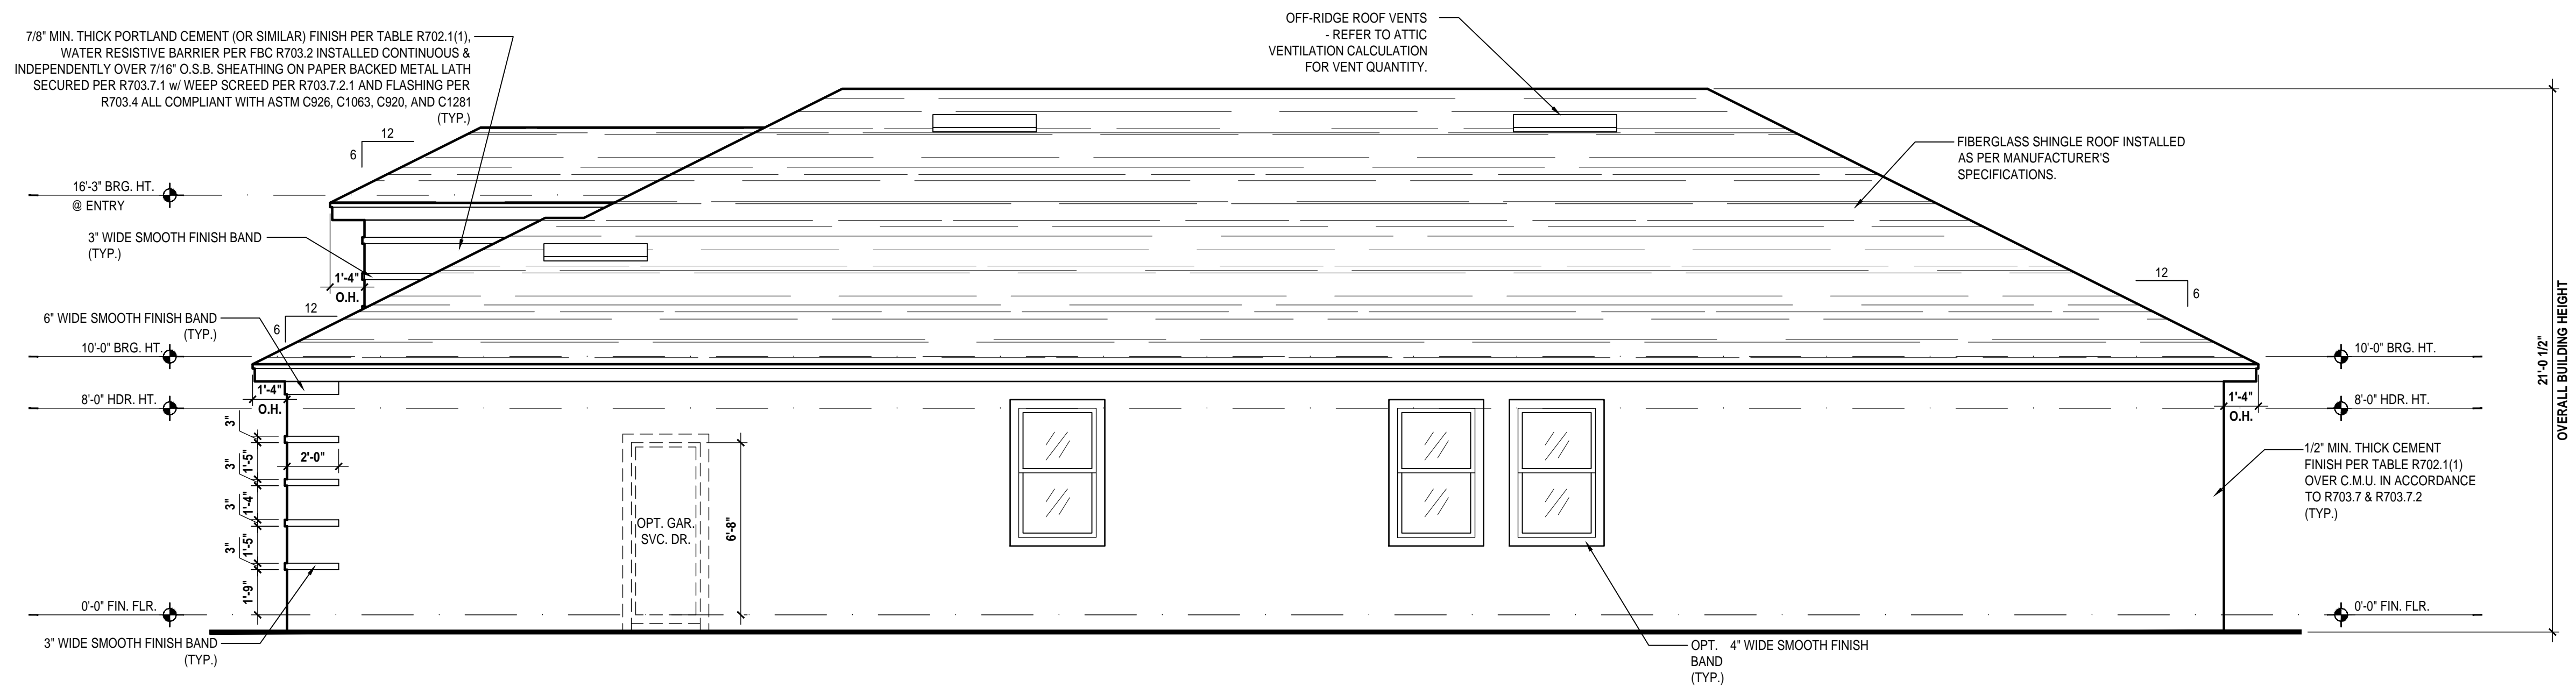 7/8" MIN. THICK PORTLAND CEMENT (OR SIMILAR) FINISH PER TABLE R702.1(1),
WATER RESISTIVE BARRIER PER FBC R703.2 INSTALLED CONTINUOUS &
INDEPENDENTLY OVER 7/16" O.S.B. SHEATHING ON PAPER BACKED METAL LATH
SECURED PER R703.7.1 w/ WEEP SCREED PER R703.7.2.1 AND FLASHING PER
R703.4 ALL COMPLIANT WITH ASTM C926, C1063, C920, AND C1281
(TYP.)
OFF-RIDGE ROOF VENTS
- REFER TO ATTIC
VENTILATION CALCULATION
FOR VENT QUANTITY.
FIBERGLASS SHINGLE ROOF INSTALLED
AS PER MANUFACTURER'S
SPECIFICATIONS.
12
6
16'-3" BRG. HT.
@ ENTRY
3" WIDE SMOOTH FINISH BAND
(TYP.)
1'-4"
O.H.
12
6
12
6
6" WIDE SMOOTH FINISH BAND
(TYP.)
10'-0" BRG. HT.
10'-0" BRG. HT.
21'-0 1/2"
OVERALL BUILDING HEIGHT
1'-4"
O.H.
8'-0" HDR. HT.
1'-4"
O.H.
8'-0" HDR. HT.
3"
3"
1'-5"
2'-0"
3"
1'-4"
3"
1'-5"
1'-9"
OPT. GAR.
SVC. DR.
6'-8"
1/2" MIN. THICK CEMENT
FINISH PER TABLE R702.1(1)
OVER C.M.U. IN ACCORDANCE
TO R703.7 & R703.7.2
(TYP.)
0'-0" FIN. FLR.
0'-0" FIN. FLR.
3" WIDE SMOOTH FINISH BAND
(TYP.)
OPT. 4" WIDE SMOOTH FINISH
BAND
(TYP.)